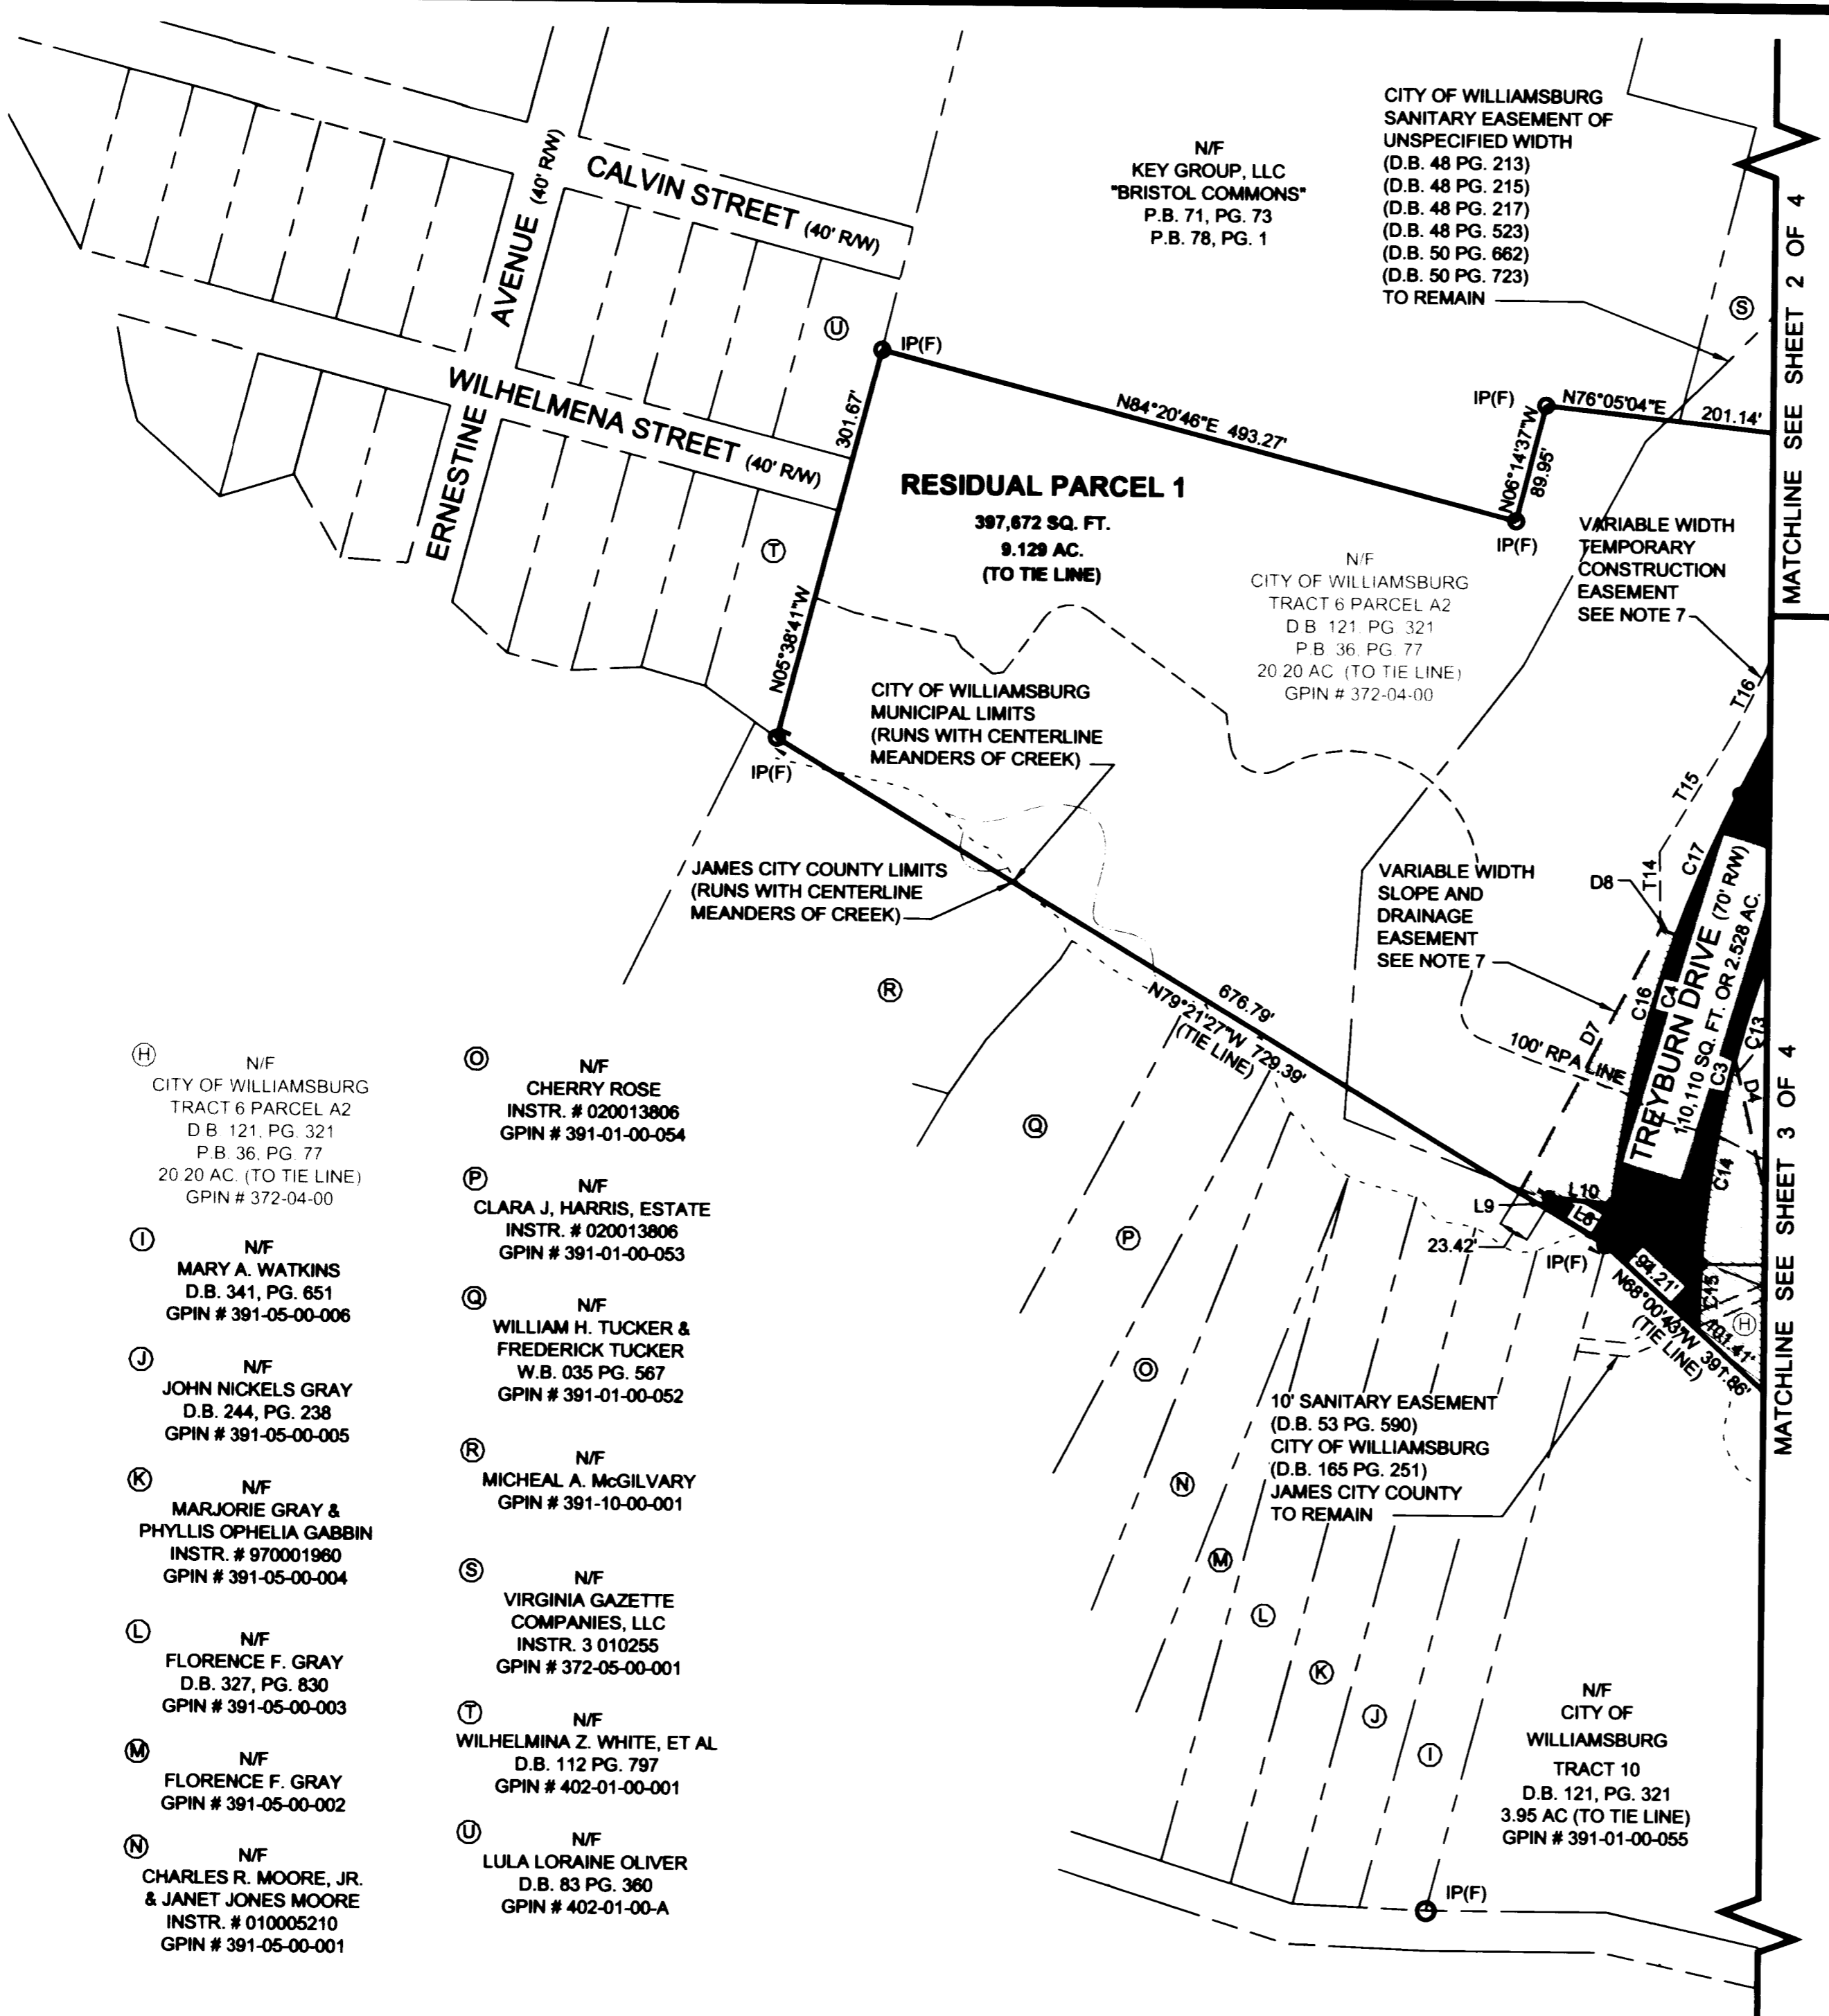 CITY OF WILLIAMSBURG
SANITARY EASEMENT OF
UNSPECIFIED WIDTH
(D.B. 48 PG. 213)
(D.B. 48 PG. 215)
(D.B. 48 PG. 217)
(D.B. 48 PG. 523)
(D.B. 50 PG. 662)
(D.B. 50 PG. 723)
TO REMAIN
N/F
KEY GROUP, LLC
"BRISTOL COMMONS"
P.B. 71, PG. 73
P.B. 78, PG. 1
CALVIN STREET (40' R/W)
ERNESTINE AVENUE (40' R/W)
WILHELMENA STREET (40' R/W)
MATCHLINE SEE SHEET 2 OF 4
S
U
IP(F)
301.67'
N05°38'41"W
N84°20'46"E 493.27'
IP(F)
N76°05'04"E 201.14'
N06°14'37"W
89.95'
IP(F)
RESIDUAL PARCEL 1
397,672 SQ. FT.
9.129 AC.
(TO TIE LINE)
T
N/F
CITY OF WILLIAMSBURG
TRACT 6 PARCEL A2
D.B. 121, PG. 321
P.B. 36, PG. 77
20.20 AC. (TO TIE LINE)
GPIN # 372-04-00
VARIABLE WIDTH
TEMPORARY
CONSTRUCTION
EASEMENT
SEE NOTE 7
CITY OF WILLIAMSBURG
MUNICIPAL LIMITS
(RUNS WITH CENTERLINE
MEANDERS OF CREEK)
IP(F)
JAMES CITY COUNTY LIMITS
(RUNS WITH CENTERLINE
MEANDERS OF CREEK)
T16
T15
T14
C17
D8
VARIABLE WIDTH
SLOPE AND
DRAINAGE
EASEMENT
SEE NOTE 7
TREYBURN DRIVE (70' R/W)
110,110 SQ. FT. OR 2.528 AC.
C16
C4
C3
C13
D4
D7
C14
100' RPA LINE
R
676.79'
N79°21'27"W 729.39'
(TIE LINE)
L9
L10
L8
23.42'
IP(F)
94.21'
C15
H
101.41'
N68°00'43"W 391.86'
(TIE LINE)
MATCHLINE SEE SHEET 3 OF 4
Q
P
O
N
M
L
K
J
I
10' SANITARY EASEMENT
(D.B. 53 PG. 590)
CITY OF WILLIAMSBURG
(D.B. 165 PG. 251)
JAMES CITY COUNTY
TO REMAIN
N/F
CITY OF
WILLIAMSBURG
TRACT 10
D.B. 121, PG. 321
3.95 AC (TO TIE LINE)
GPIN # 391-01-00-055
IP(F)
H
N/F
CITY OF WILLIAMSBURG
TRACT 6 PARCEL A2
D.B. 121, PG. 321
P.B. 36, PG. 77
20.20 AC. (TO TIE LINE)
GPIN # 372-04-00
I
N/F
MARY A. WATKINS
D.B. 341, PG. 651
GPIN # 391-05-00-006
J
N/F
JOHN NICKELS GRAY
D.B. 244, PG. 238
GPIN # 391-05-00-005
K
N/F
MARJORIE GRAY &
PHYLLIS OPHELIA GABBIN
INSTR. # 970001960
GPIN # 391-05-00-004
L
N/F
FLORENCE F. GRAY
D.B. 327, PG. 830
GPIN # 391-05-00-003
M
N/F
FLORENCE F. GRAY
GPIN # 391-05-00-002
N
N/F
CHARLES R. MOORE, JR.
& JANET JONES MOORE
INSTR. # 010005210
GPIN # 391-05-00-001
O
N/F
CHERRY ROSE
INSTR. # 020013806
GPIN # 391-01-00-054
P
N/F
CLARA J, HARRIS, ESTATE
INSTR. # 020013806
GPIN # 391-01-00-053
Q
N/F
WILLIAM H. TUCKER &
FREDERICK TUCKER
W.B. 035 PG. 567
GPIN # 391-01-00-052
R
N/F
MICHEAL A. McGILVARY
GPIN # 391-10-00-001
S
N/F
VIRGINIA GAZETTE
COMPANIES, LLC
INSTR. 3 010255
GPIN # 372-05-00-001
T
N/F
WILHELMINA Z. WHITE, ET AL
D.B. 112 PG. 797
GPIN # 402-01-00-001
U
N/F
LULA LORAINE OLIVER
D.B. 83 PG. 360
GPIN # 402-01-00-A